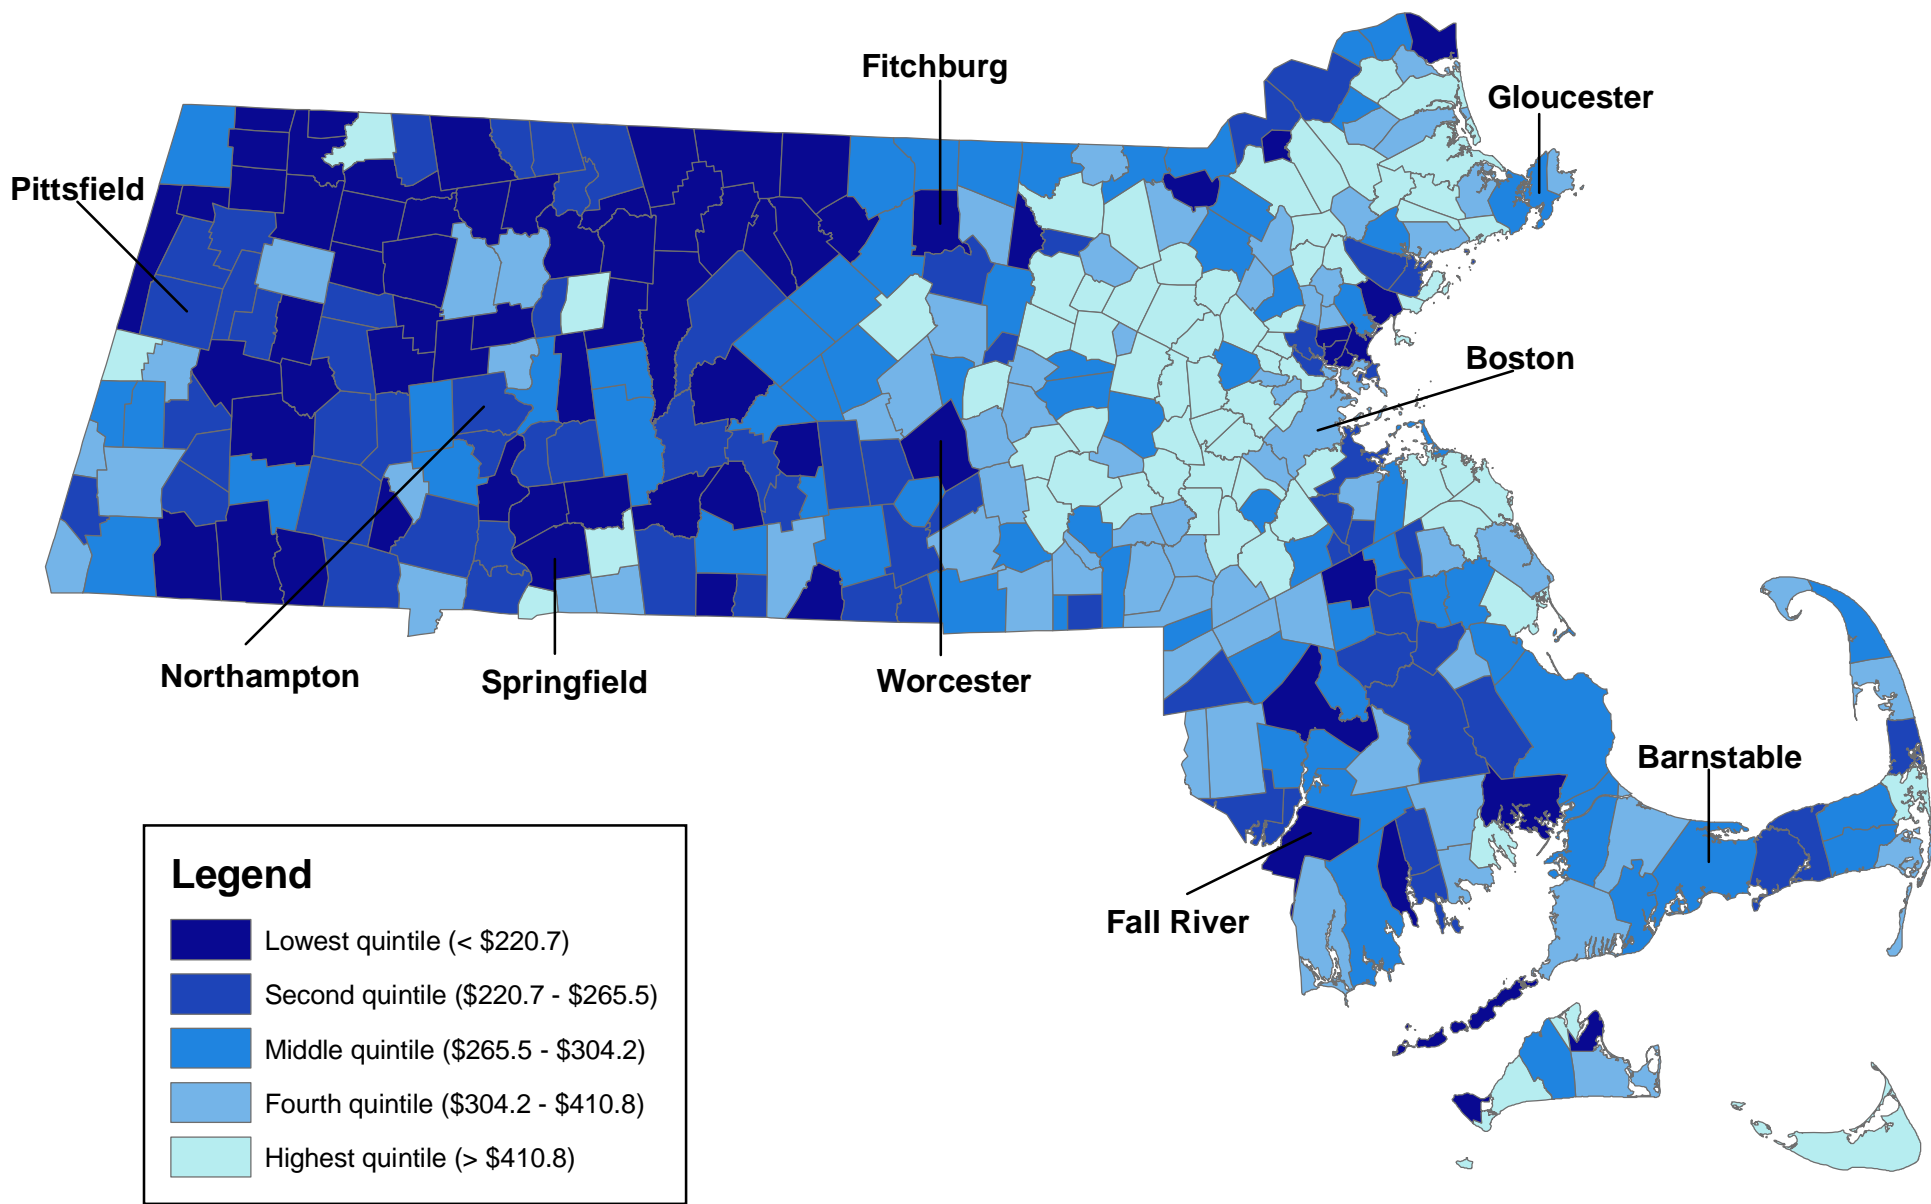 Fitchburg
Gloucester
Pittsfield
Boston
Northampton
Springfield
Worcester
Barnstable
Fall River
Legend
Lowest quintile (< $220.7)
Second quintile ($220.7 - $265.5)
Middle quintile ($265.5 - $304.2)
Fourth quintile ($304.2 - $410.8)
Highest quintile (> $410.8)